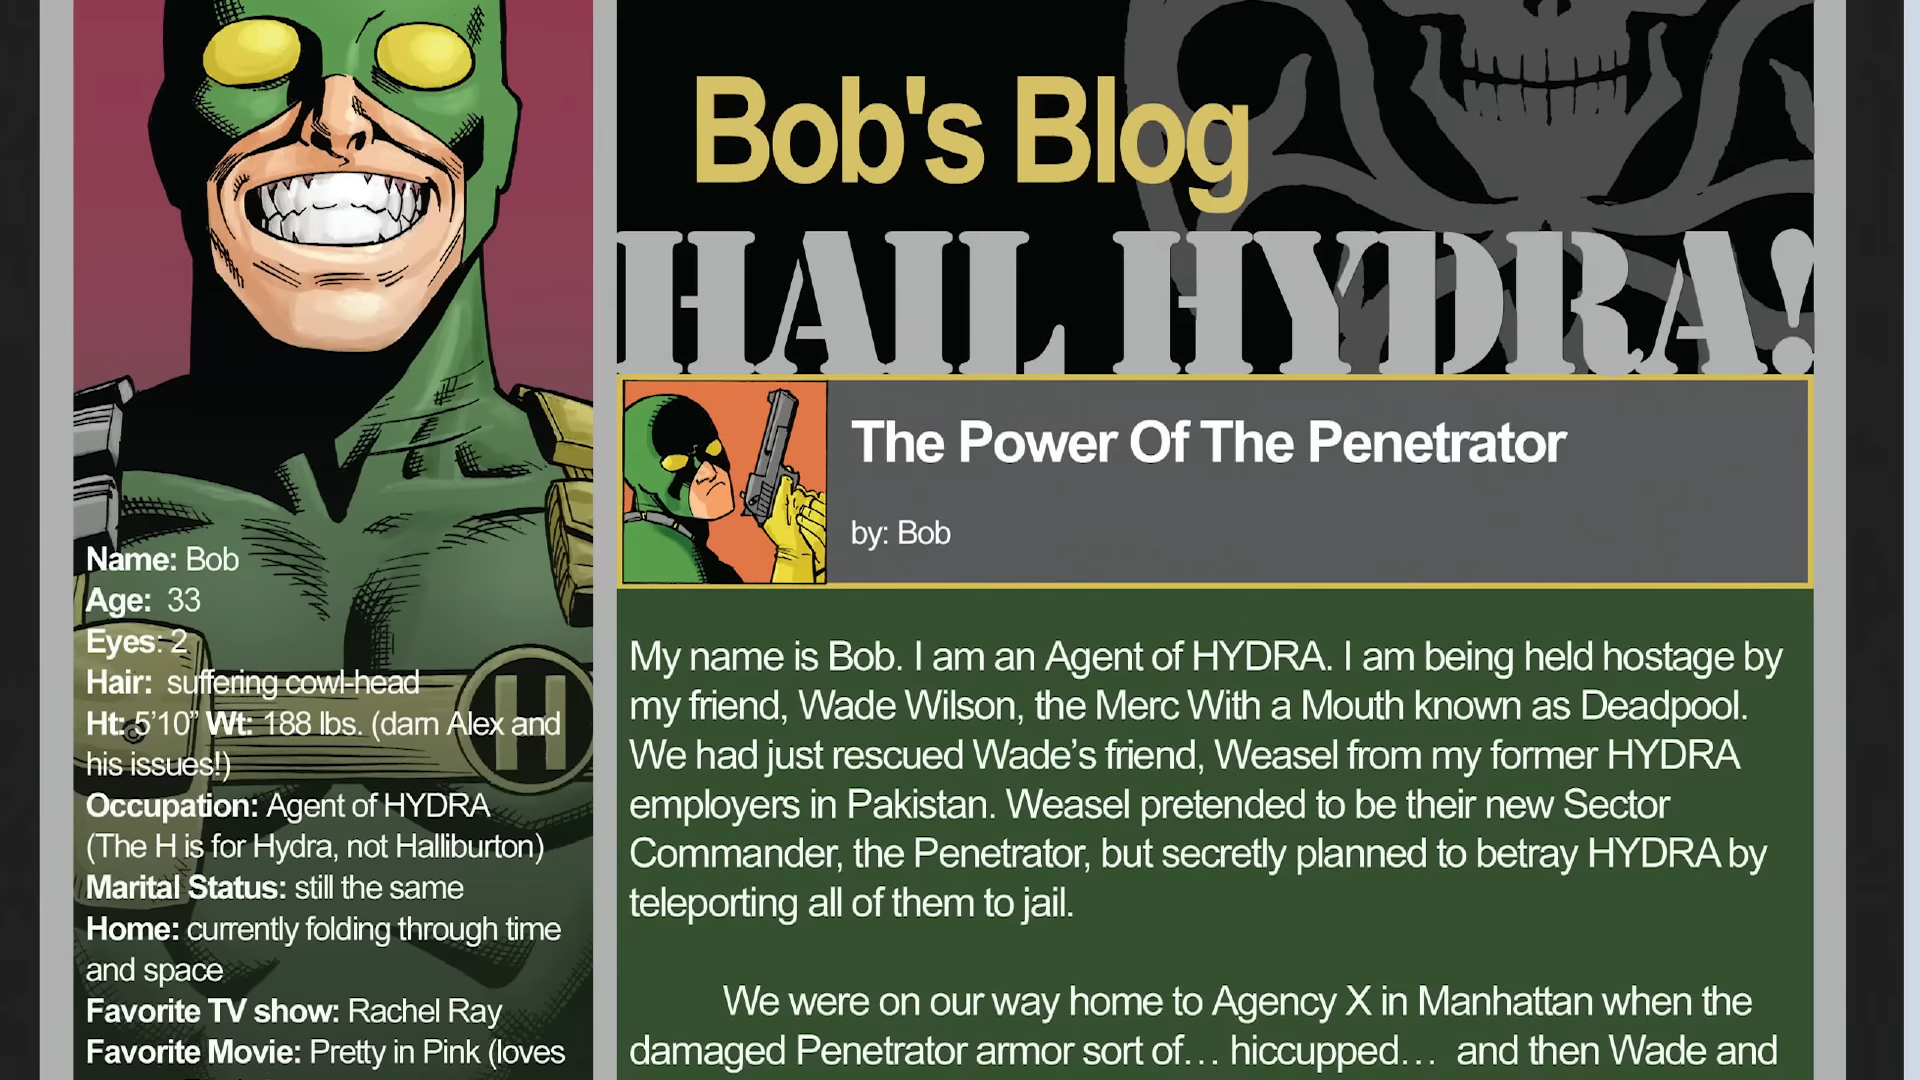 Name: Bob
Age: 33
Eyes: 2
Hair: suffering cowl-head
Ht: 5’10” Wt: 188 lbs. (darn Alex and
his issues!)
Occupation: Agent of HYDRA
(The H is for Hydra, not Halliburton)
Marital Status: still the same
Home: currently folding through time
and space
Favorite TV show: Rachel Ray
Favorite Movie: Pretty in Pink (loves
H
Bob's Blog
HAIL HYDRA!
The Power Of The Penetrator
by: Bob
My name is Bob. I am an Agent of HYDRA. I am being held hostage by
my friend, Wade Wilson, the Merc With a Mouth known as Deadpool.
We had just rescued Wade’s friend, Weasel from my former HYDRA
employers in Pakistan. Weasel pretended to be their new Sector
Commander, the Penetrator, but secretly planned to betray HYDRA by
teleporting all of them to jail.
We were on our way home to Agency X in Manhattan when the
damaged Penetrator armor sort of… hiccupped… and then Wade and